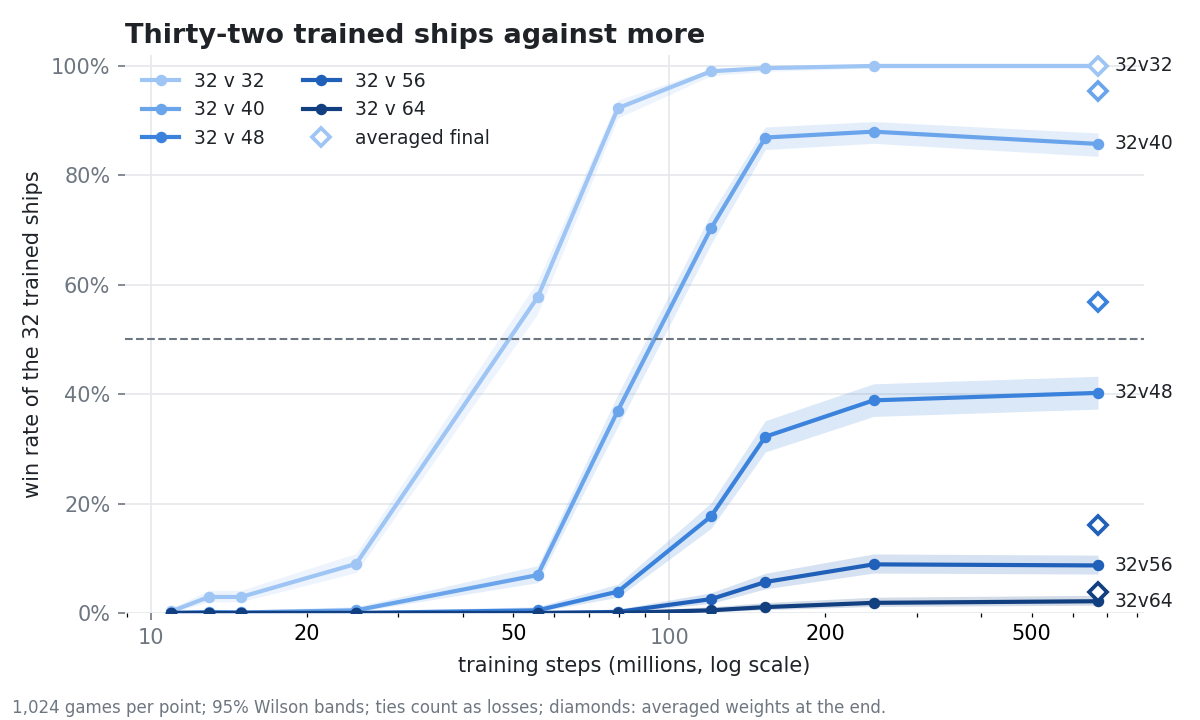 Thirty-two trained ships against more
100%
80%
60%
40%
20%
0%
win rate of the 32 trained ships
32 v 32
32 v 40
32 v 48
32 v 56
32 v 64
averaged final
32v32
32v40
32v48
32v56
32v64
10
20
50
100
200
500
training steps (millions, log scale)
1,024 games per point; 95% Wilson bands; ties count as losses; diamonds: averaged weights at the end.